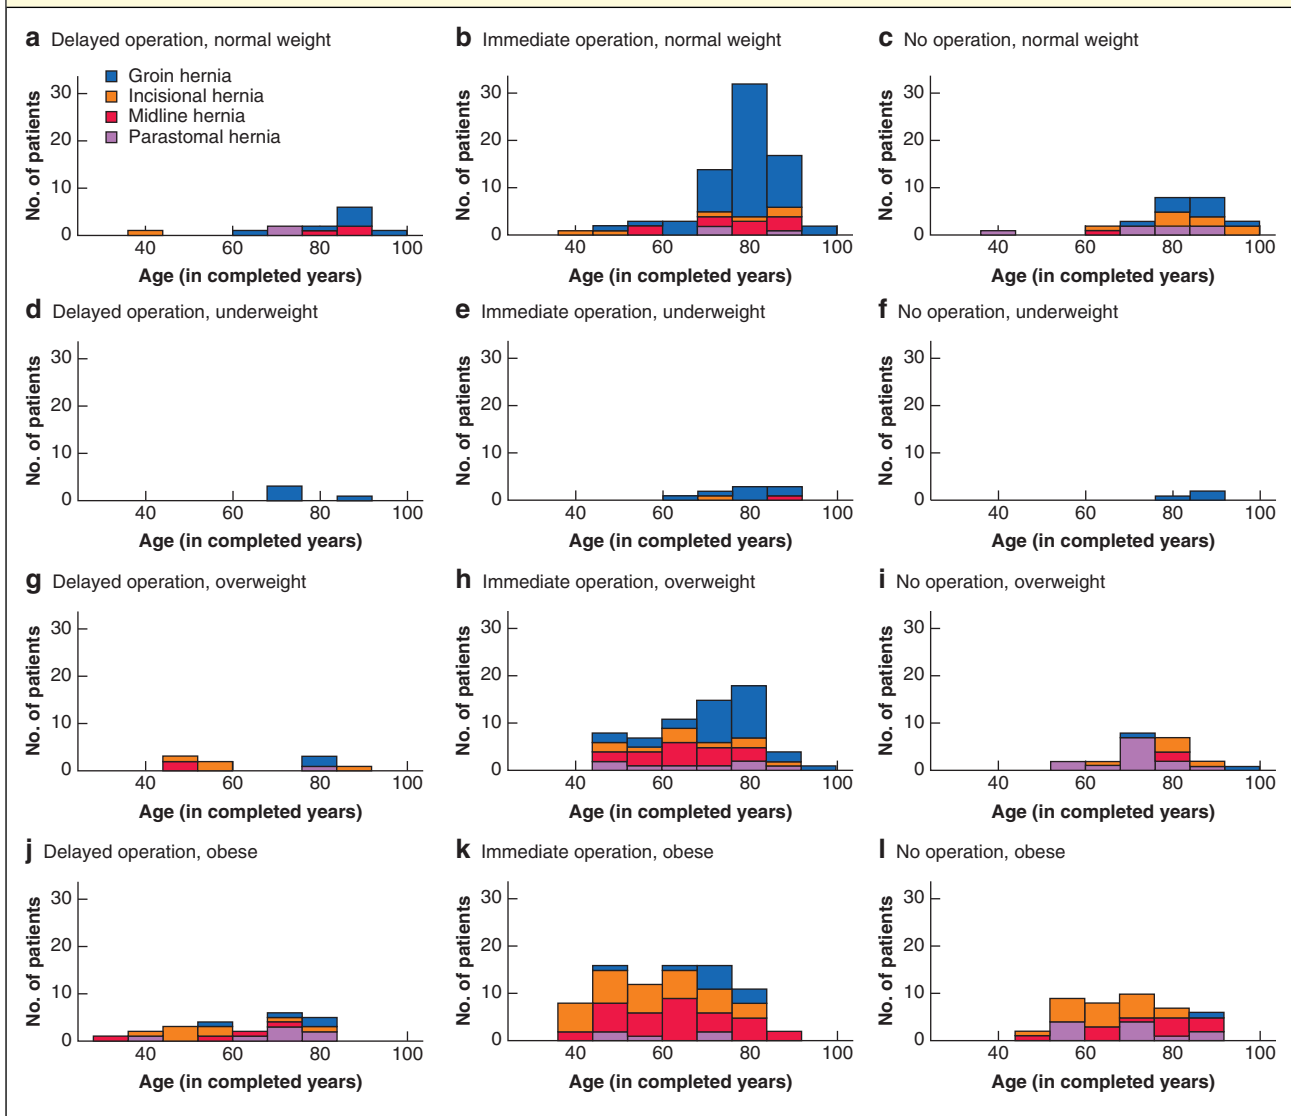 a Delayed operation, normal weight
Groin hernia
Incisional hernia
Midline hernia
Parastomal hernia
No. of patients
30
20
10
0
40 60 80 100
Age (in completed years)
b Immediate operation, normal weight
No. of patients
30
20
10
0
40 60 80 100
Age (in completed years)
c No operation, normal weight
No. of patients
30
20
10
0
40 60 80 100
Age (in completed years)
d Delayed operation, underweight
No. of patients
30
20
10
0
40 60 80 100
Age (in completed years)
e Immediate operation, underweight
No. of patients
30
20
10
0
40 60 80 100
Age (in completed years)
f No operation, underweight
No. of patients
30
20
10
0
40 60 80 100
Age (in completed years)
g Delayed operation, overweight
No. of patients
30
20
10
0
40 60 80 100
Age (in completed years)
h Immediate operation, overweight
No. of patients
30
20
10
0
40 60 80 100
Age (in completed years)
i No operation, overweight
No. of patients
30
20
10
0
40 60 80 100
Age (in completed years)
j Delayed operation, obese
No. of patients
30
20
10
0
40 60 80 100
Age (in completed years)
k Immediate operation, obese
No. of patients
30
20
10
0
40 60 80 100
Age (in completed years)
l No operation, obese
No. of patients
30
20
10
0
40 60 80 100
Age (in completed years)